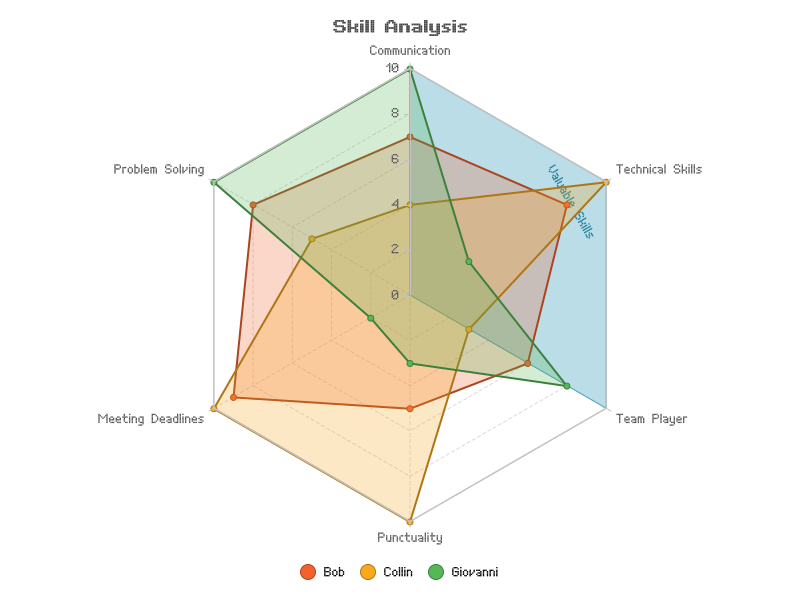 Skill Analysis
Communication
10
8
6
4
2
0
Problem Solving
Technical Skills
Valuable Skills
Meeting Deadlines
Team Player
Punctuality
Bob
Collin
Giovanni